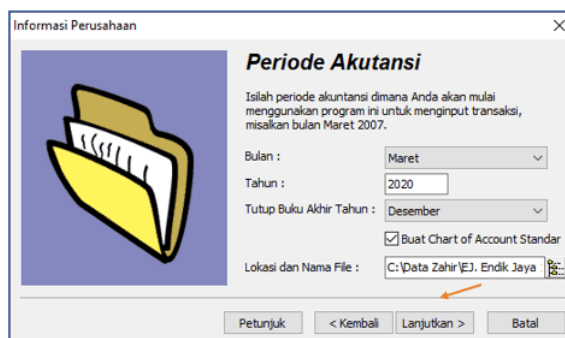 Informasi Perusahaan
Periode Akutansi
Isilah periode akuntansi dimana Anda akan mulai
menggunakan program ini untuk menginput transaksi,
misalkan bulan Maret 2007.
Bulan : Maret
Tahun : 2020
Tutup Buku Akhir Tahun : Desember
Buat Chart of Account Standar
Lokasi dan Nama File : C:\Data Zahir\EJ. Endik Jaya
Petunjuk < Kembali Lanjutkan > Batal